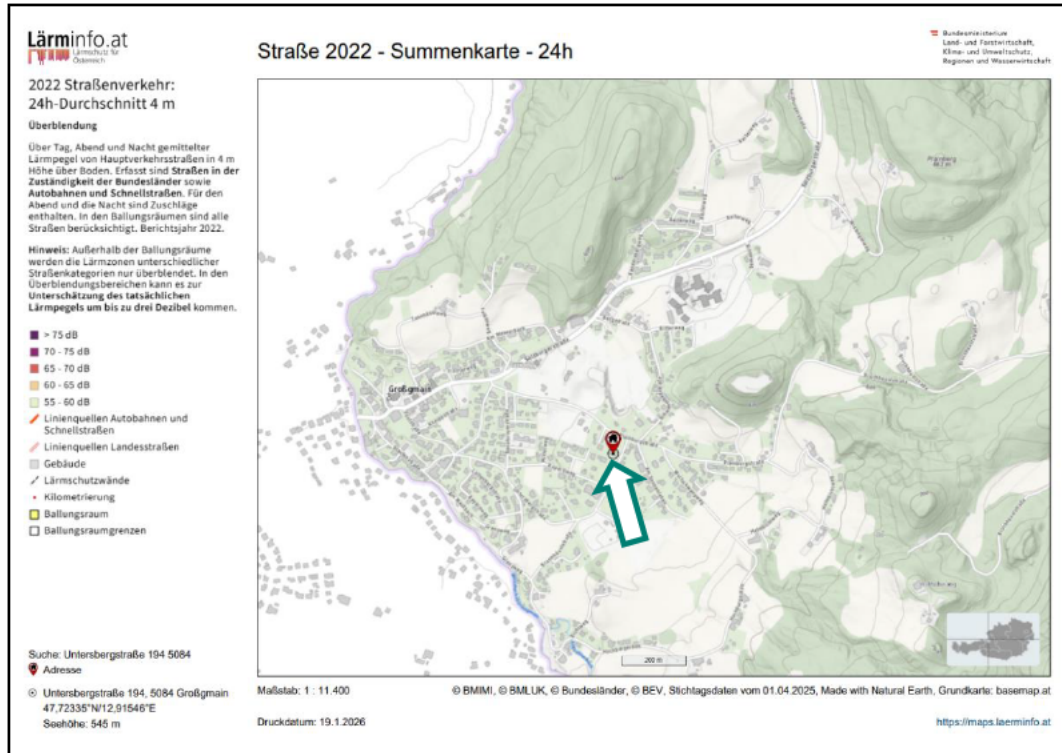 Lärminfo.at
Lärmschutz für
Österreich
Straße 2022 - Summenkarte - 24h
Bundesministerium
Land- und Forstwirtschaft,
Klima- und Umweltschutz,
Regionen und Wasserwirtschaft
2022 Straßenverkehr:
24h-Durchschnitt 4 m
Überblendung
Über Tag, Abend und Nacht gemittelter
Lärmpegel von Hauptverkehrsstraßen in 4 m
Höhe über Boden. Erfasst sind Straßen in der
Zuständigkeit der Bundesländer sowie
Autobahnen und Schnellstraßen. Für den
Abend und die Nacht sind Zuschläge
enthalten. In den Ballungsräumen sind alle
Straßen berücksichtigt. Berichtsjahr 2022.
Hinweis: Außerhalb der Ballungsräume
werden die Lärmzonen unterschiedlicher
Straßenkategorien nur überblendet. In den
Überblendungsbereichen kann es zur
Unterschätzung des tatsächlichen
Lärmpegels um bis zu drei Dezibel kommen.
> 75 dB
70 - 75 dB
65 - 70 dB
60 - 65 dB
55 - 60 dB
Linienquellen Autobahnen und
Schnellstraßen
Linienquellen Landesstraßen
Gebäude
Lärmschutzwände
Kilometrierung
Ballungsraum
Ballungsraumgrenzen
Großgmain
200 m
Suche: Untersbergstraße 194 5084
Adresse
Untersbergstraße 194, 5084 Großgmain
47,72335°N/12,91546°E
Seehöhe: 545 m
Maßstab: 1 : 11.400
© BMIMI, © BMLUK, © Bundesländer, © BEV, Stichtagsdaten vom 01.04.2025, Made with Natural Earth, Grundkarte: basemap.at
Druckdatum: 19.1.2026
https://maps.laerminfo.at